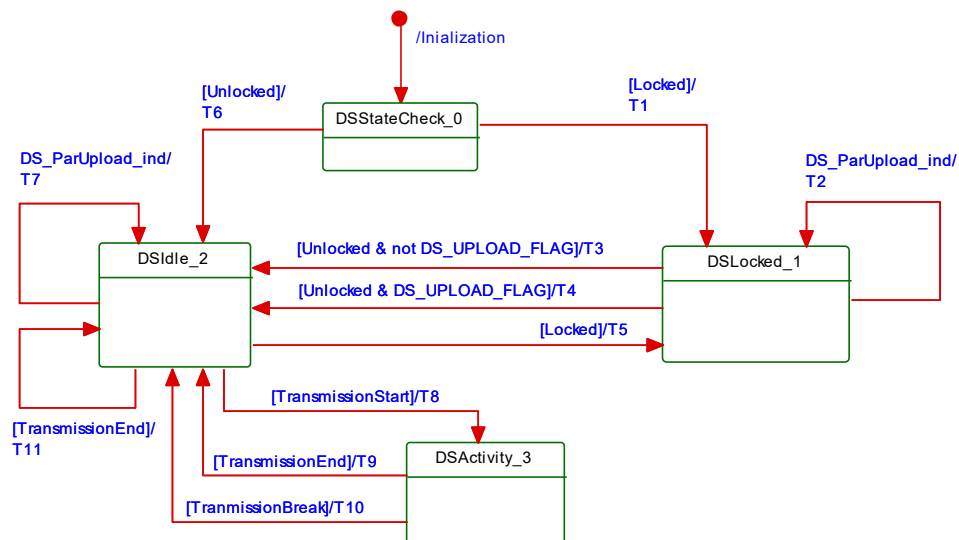 /Inialization
[Unlocked]/
T6
[Locked]/
T1
DSStateCheck_0
DS_ParUpload_ind/
T7
DS_ParUpload_ind/
T2
DSIdle_2
[Unlocked & not DS_UPLOAD_FLAG]/T3
DSLocked_1
[Unlocked & DS_UPLOAD_FLAG]/T4
[Locked]/T5
[TransmissionStart]/T8
[TransmissionEnd]/
T11
DSActivity_3
[TransmissionEnd]/T9
[TranmissionBreak]/T10